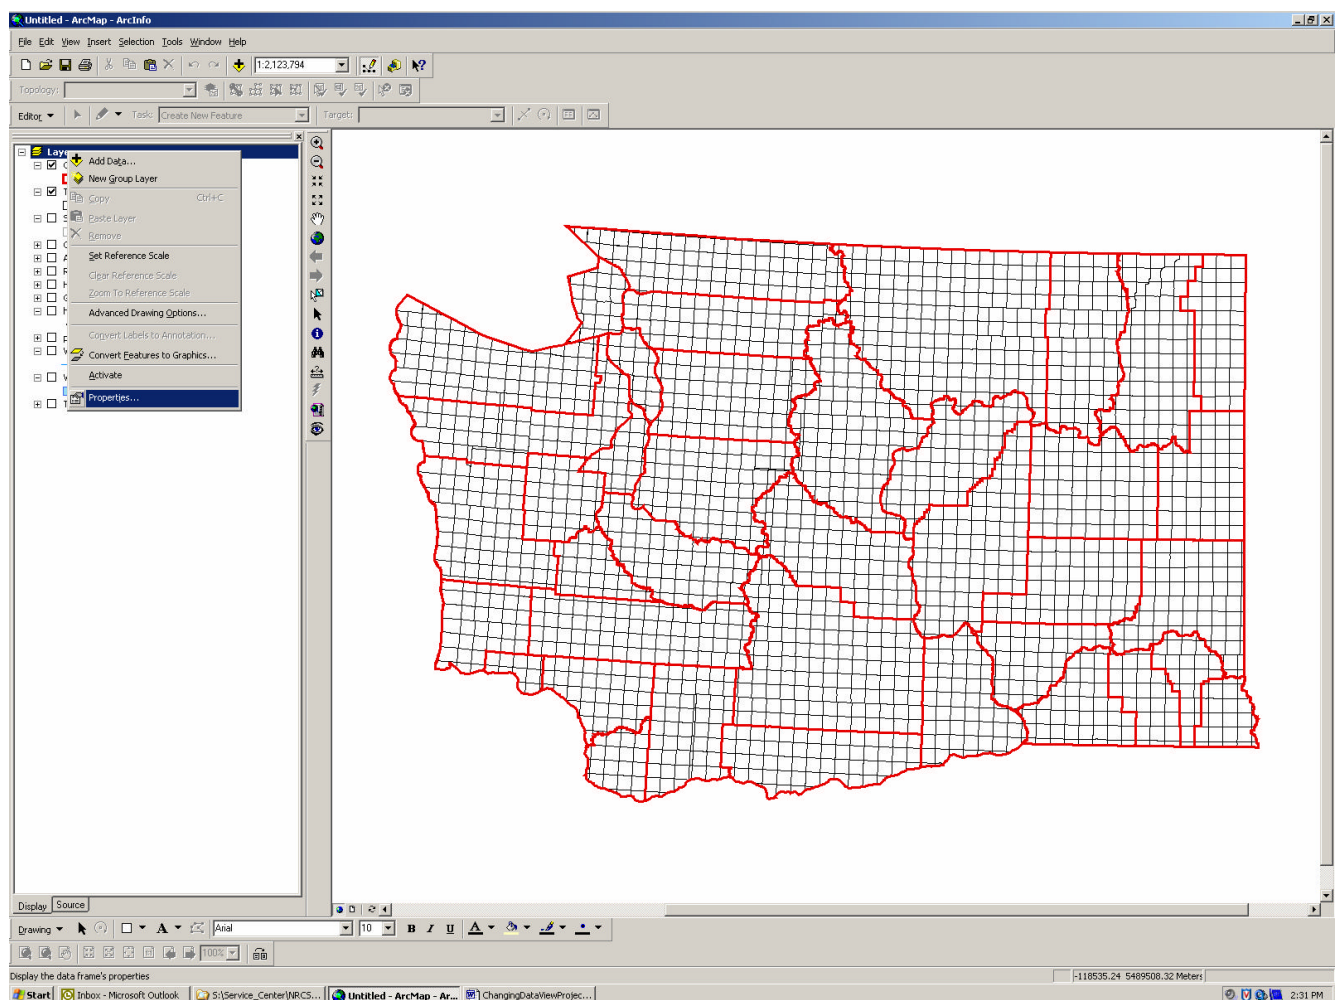 Untitled - ArcMap - ArcInfo
File Edit View Insert Selection Tools Window Help
1:2,123,794
Topology:
Editor Task: Create New Feature Target:
Laye
Add Data...
New Group Layer
Copy Ctrl+C
Paste Layer
Remove
Set Reference Scale
Clear Reference Scale
Zoom To Reference Scale
Advanced Drawing Options...
Convert Labels to Annotation...
Convert Features to Graphics...
Activate
Properties...
Display Source
Drawing A Arial 10 B I U A
100%
Display the data frame's properties
-118535.24 5489508.32 Meters
Start Inbox - Microsoft Outlook S:\Service_Center\NRCS... Untitled - ArcMap - Ar... ChangingDataViewProjec... 2:31 PM